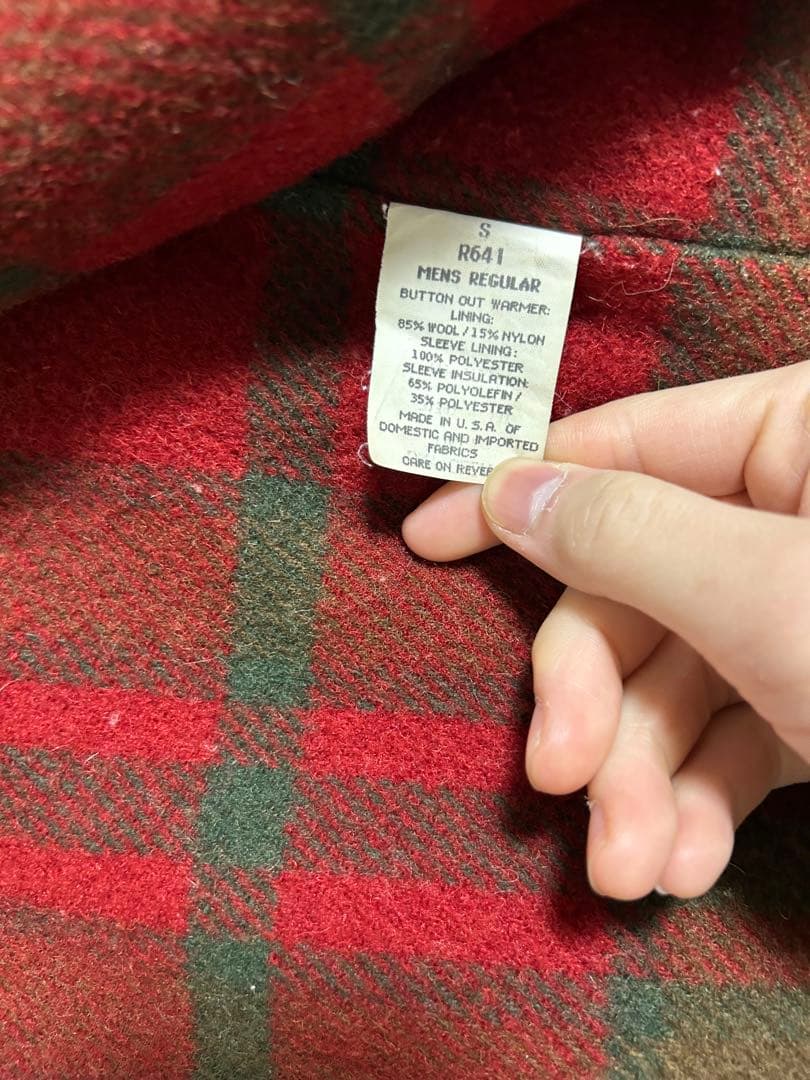 S
R641
MENS REGULAR
BUTTON OUT WARMER:
LINING:
85% WOOL/15% NYLON
SLEEVE LINING:
100% POLYESTER
SLEEVE INSULATION:
65% POLYOLEFIN/
35% POLYESTER
MADE IN U.S.A. OF
DOMESTIC AND IMPORTED
FABRICS
CARE ON REVE